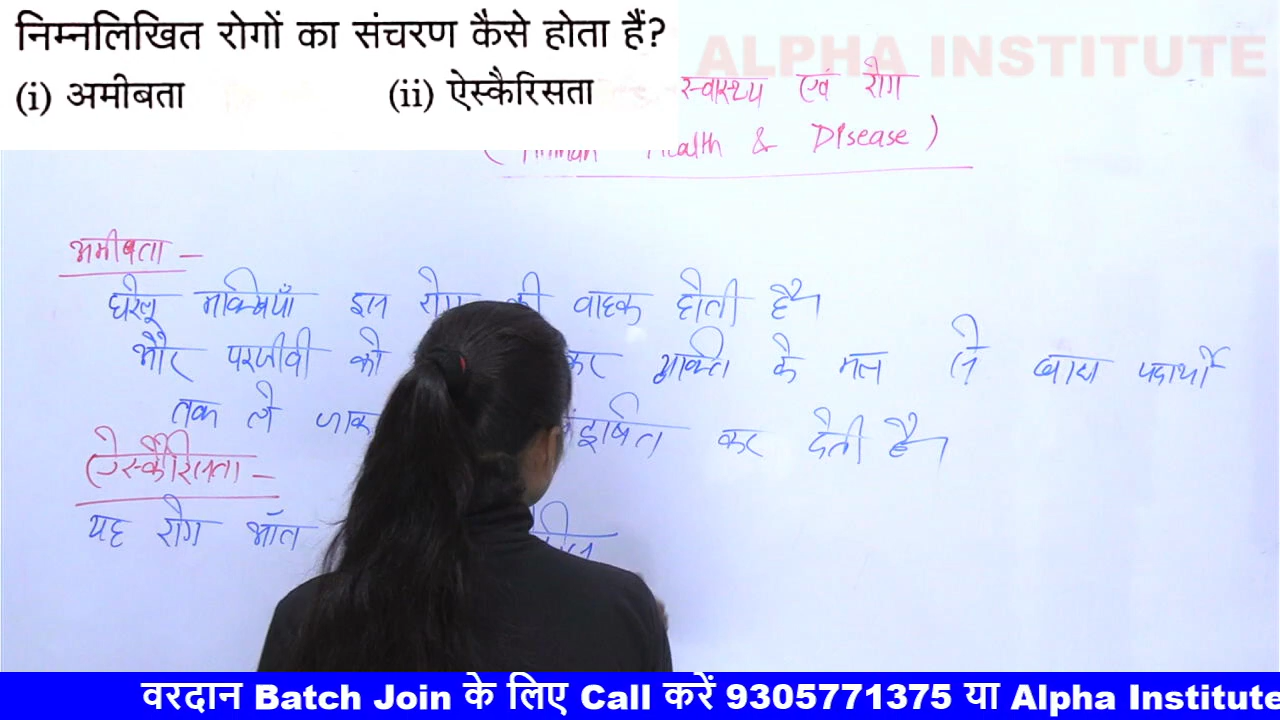 निम्नलिखित रोगों का संचरण कैसे होता हैं?
(i) अमीबता (ii) ऐस्कैरिसता
ALPHA INSTITUTE
स्वास्थ्य एवं रोग
Health & Disease )
अमीबता –
घरेलू मक्खियाँ इस रोग की वाहक होती है।
और परजीवी को कर व्यक्ति के मल से खाद्य पदार्थों
तक ले जाकर कर देती है।
ऐस्कैरिसता –
यह रोग आँत
वरदान Batch Join के लिए Call करें 9305771375 या Alpha Institute